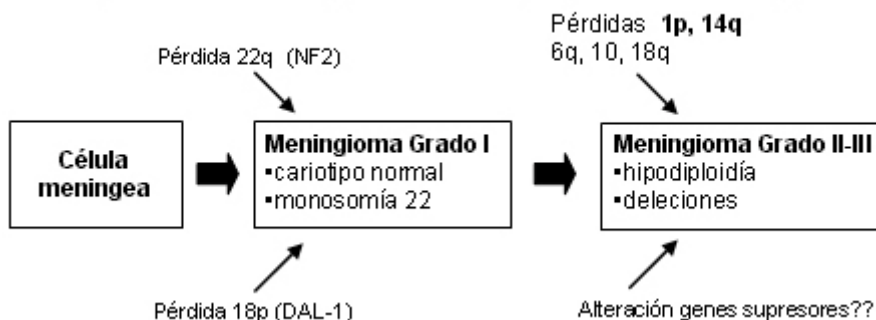 Pérdidas 1p, 14q
6q, 10, 18q
Pérdida 22q (NF2)
Célula
meningea
Meningioma Grado I
▪cariotipo normal
▪monosomía 22
Meningioma Grado II-III
▪hipodiploidía
▪deleciones
Pérdida 18p (DAL-1)
Alteración genes supresores??